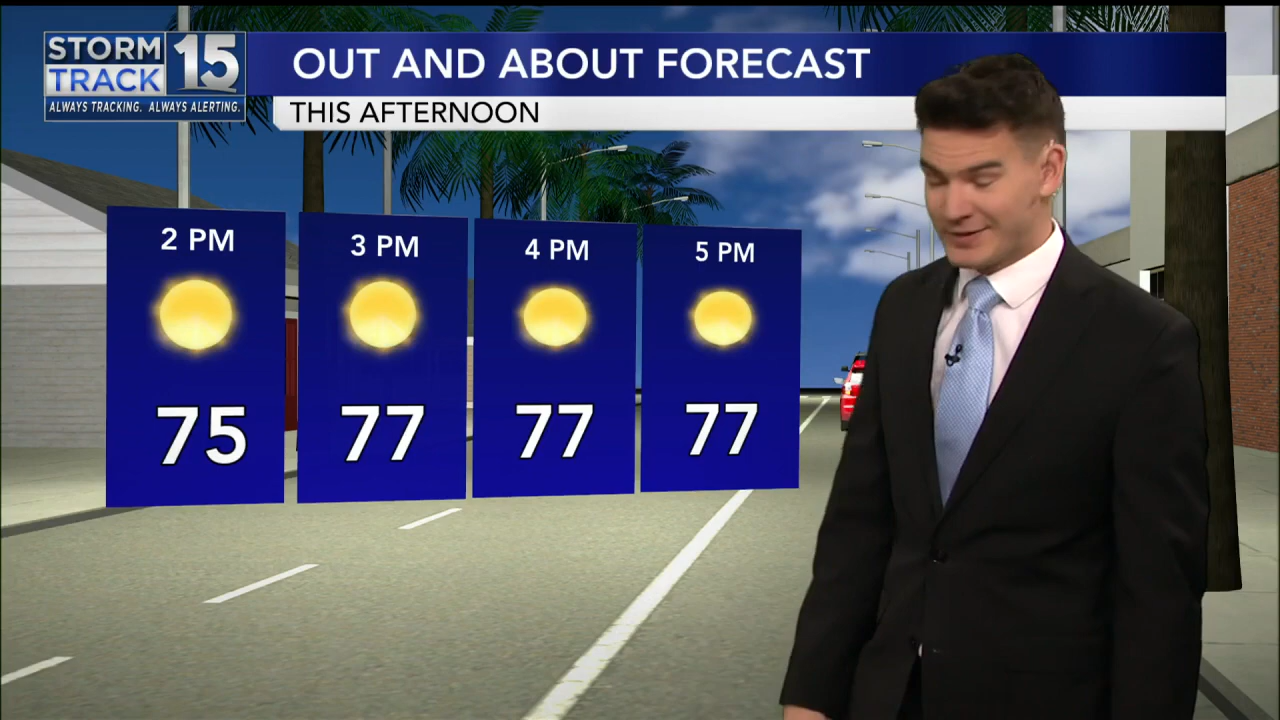 STORM
TRACK
15
ALWAYS TRACKING. ALWAYS ALERTING.
OUT AND ABOUT FORECAST
THIS AFTERNOON
2 PM
3 PM
4 PM
5 PM
75
77
77
77